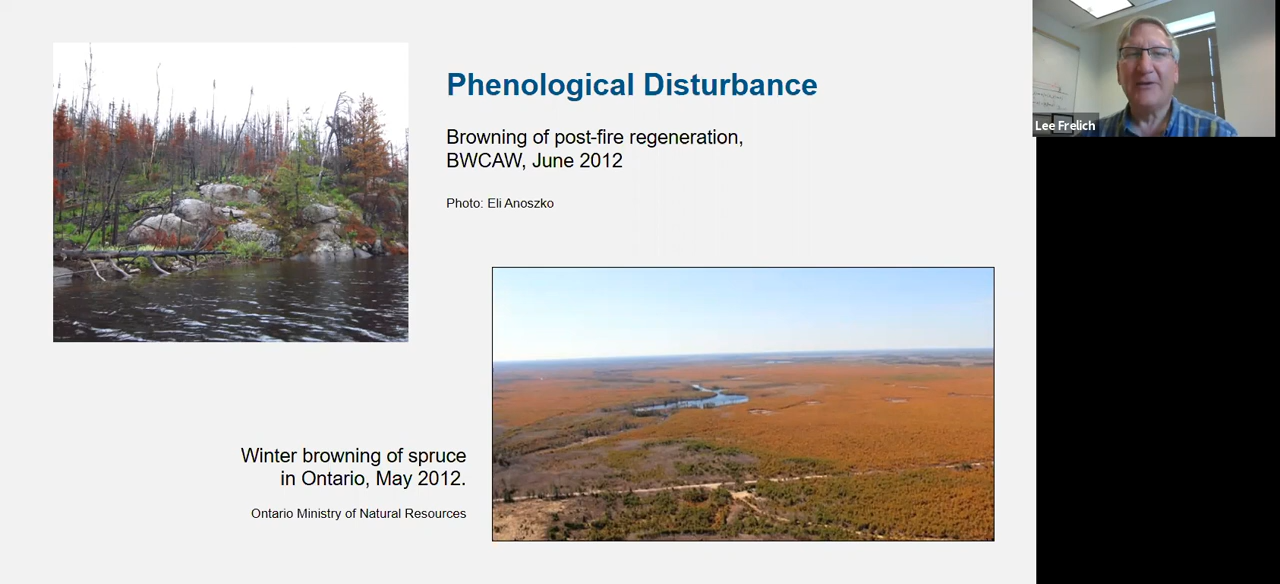 Phenological Disturbance
Browning of post-fire regeneration,
BWCAW, June 2012
Photo: Eli Anoszko
Winter browning of spruce
in Ontario, May 2012.
Ontario Ministry of Natural Resources
Lee Frelich